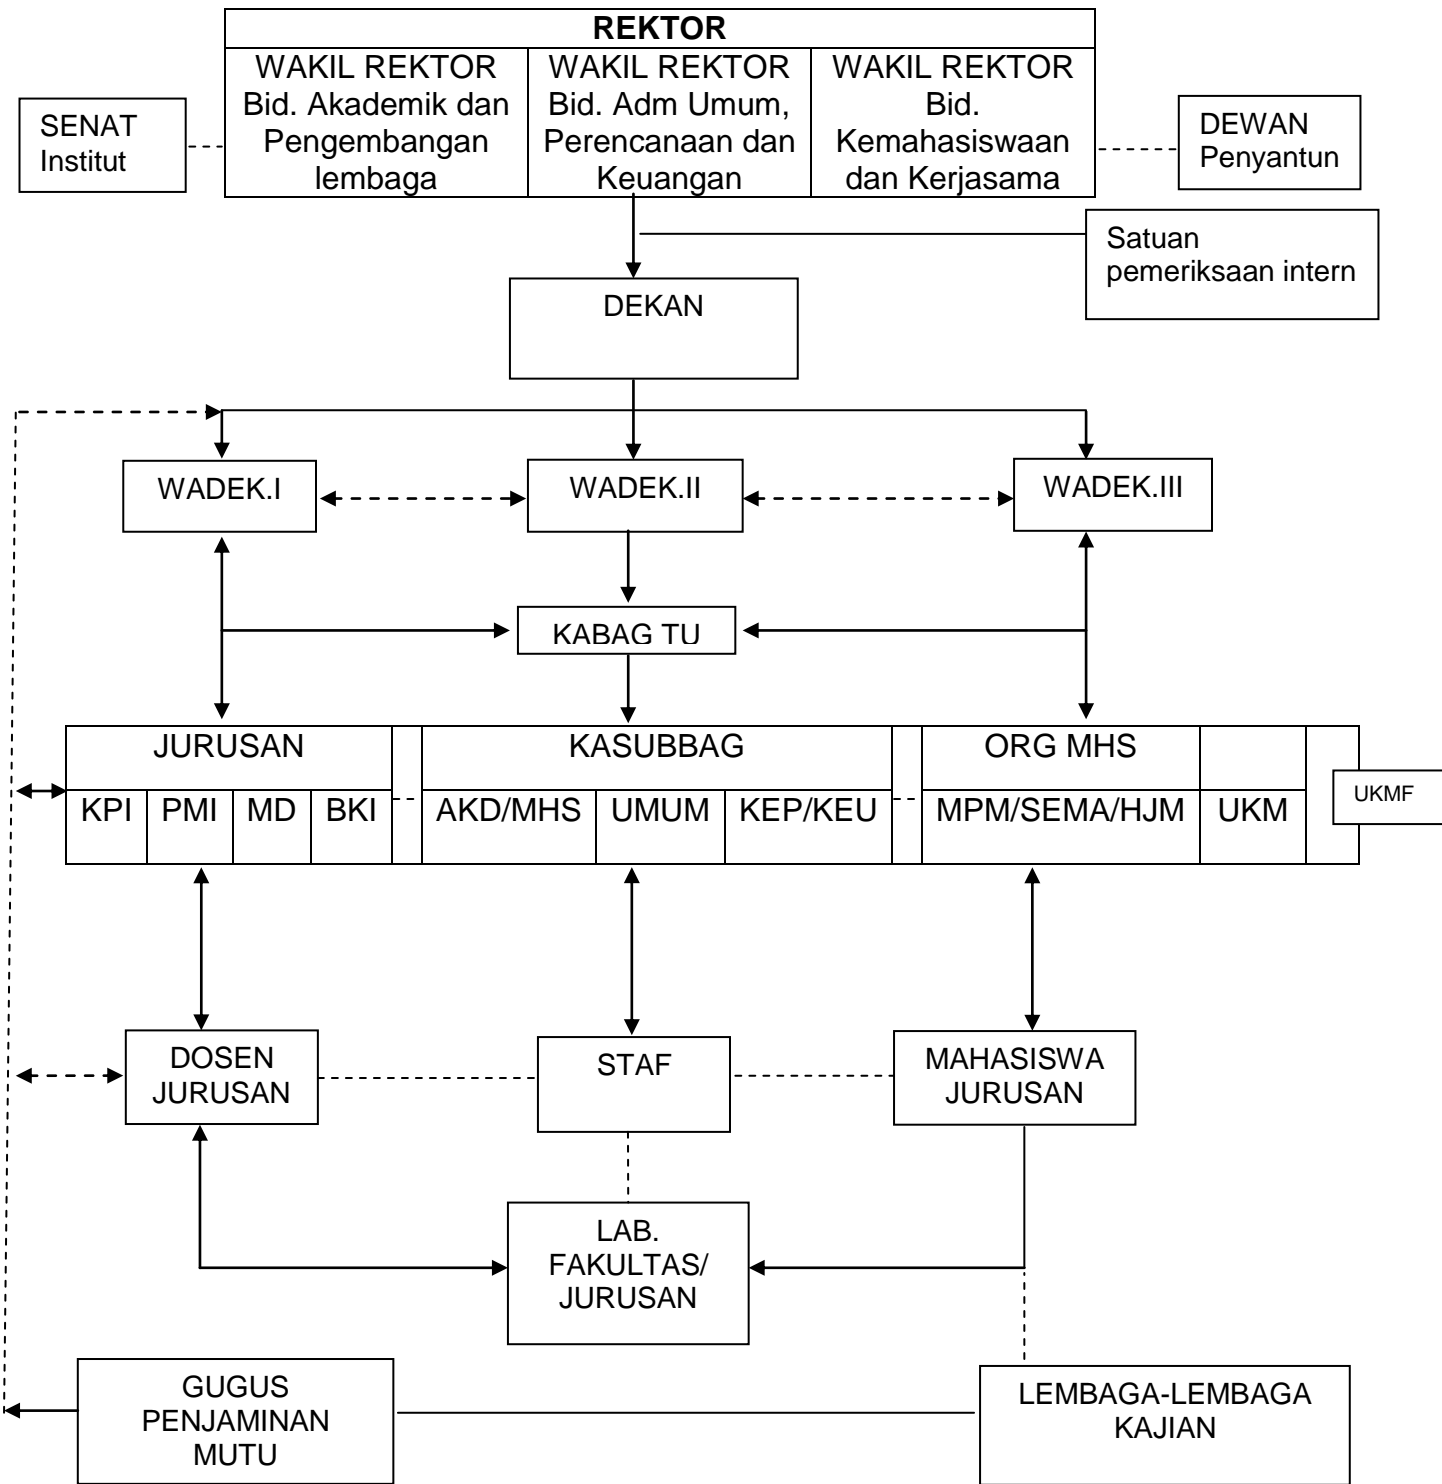 REKTOR
WAKIL REKTOR
Bid. Akademik dan
Pengembangan
lembaga
WAKIL REKTOR
Bid. Adm Umum,
Perencanaan dan
Keuangan
WAKIL REKTOR
Bid.
Kemahasiswaan
dan Kerjasama
SENAT
Institut
DEWAN
Penyantun
Satuan
pemeriksaan intern
DEKAN
WADEK.I
WADEK.II
WADEK.III
KABAG TU
JURUSAN
KPI
PMI
MD
BKI
KASUBBAG
AKD/MHS
UMUM
KEP/KEU
ORG MHS
MPM/SEMA/HJM
UKM
UKMF
DOSEN
JURUSAN
STAF
MAHASISWA
JURUSAN
LAB.
FAKULTAS/
JURUSAN
GUGUS
PENJAMINAN
MUTU
LEMBAGA-LEMBAGA
KAJIAN